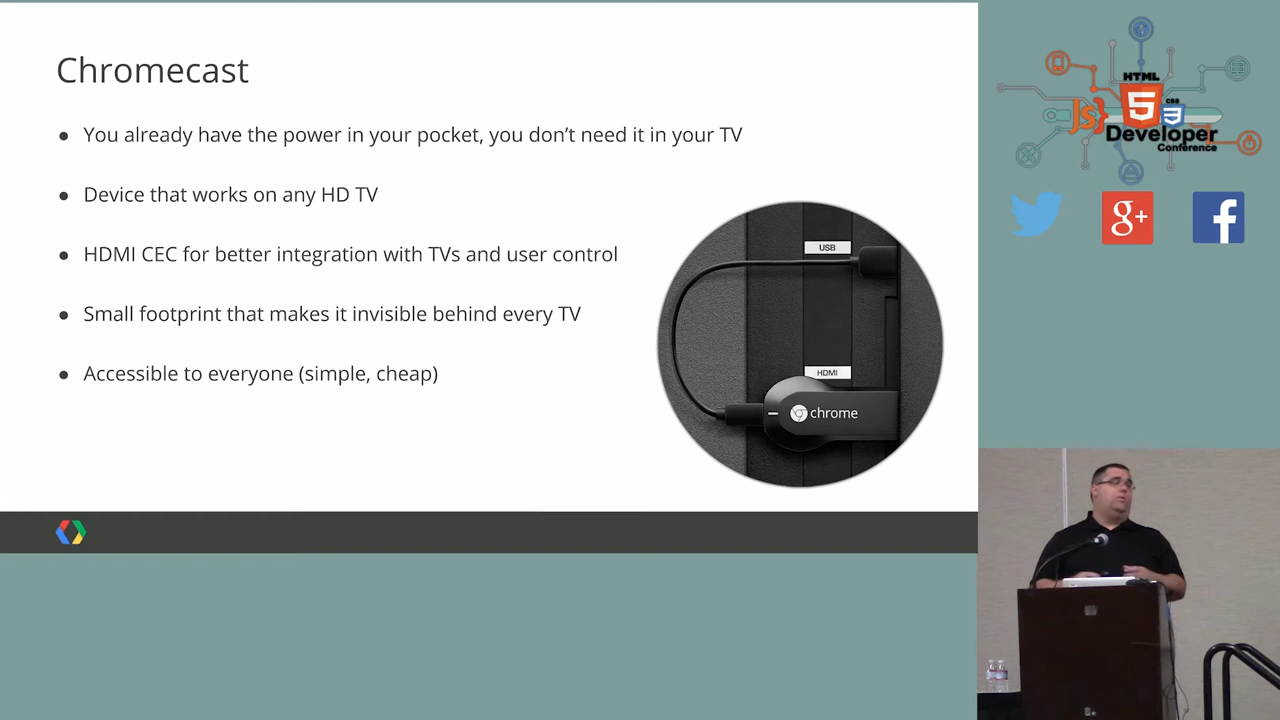 Chromecast
● You already have the power in your pocket, you don’t need it in your TV
● Device that works on any HD TV
● HDMI CEC for better integration with TVs and user control
● Small footprint that makes it invisible behind every TV
● Accessible to everyone (simple, cheap)
USB
HDMI
chrome
HTML
5
CSS
3
JS}
Developer
Conference
g+
f